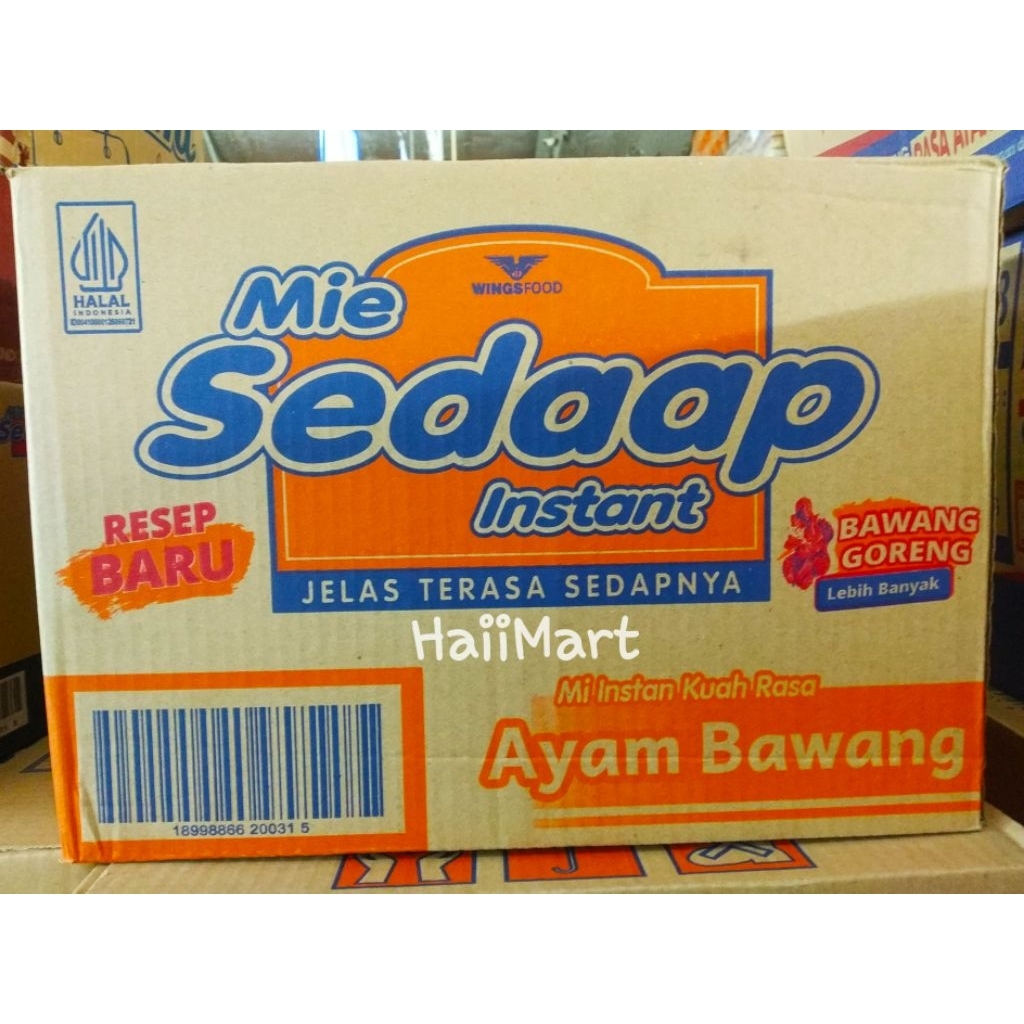 HALAL
INDONESIA
WINGSFOOD
Mie
Sedaap
Instant
JELAS TERASA SEDAPNYA
RESEP
BARU
BAWANG
GORENG
Lebih Banyak
HaiiMart
Mi Instan Kuah Rasa
Ayam Bawang
18998866 20031 5